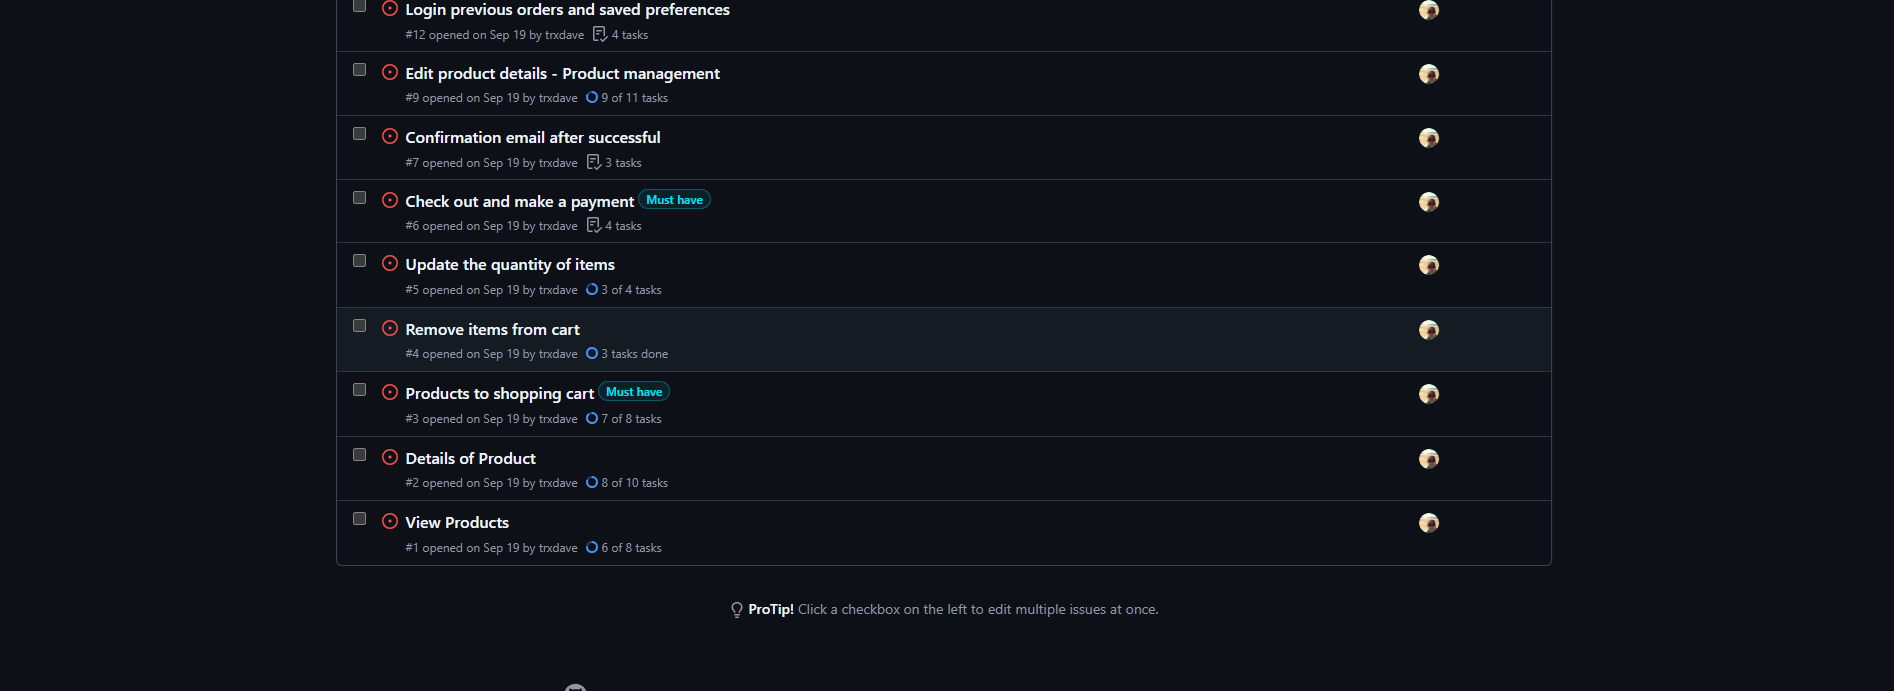 Login previous orders and saved preferences
#12 opened on Sep 19 by trxdave 4 tasks
Edit product details - Product management
#9 opened on Sep 19 by trxdave 9 of 11 tasks
Confirmation email after successful
#7 opened on Sep 19 by trxdave 3 tasks
Check out and make a payment Must have
#6 opened on Sep 19 by trxdave 4 tasks
Update the quantity of items
#5 opened on Sep 19 by trxdave 3 of 4 tasks
Remove items from cart
#4 opened on Sep 19 by trxdave 3 tasks done
Products to shopping cart Must have
#3 opened on Sep 19 by trxdave 7 of 8 tasks
Details of Product
#2 opened on Sep 19 by trxdave 8 of 10 tasks
View Products
#1 opened on Sep 19 by trxdave 6 of 8 tasks
ProTip! Click a checkbox on the left to edit multiple issues at once.